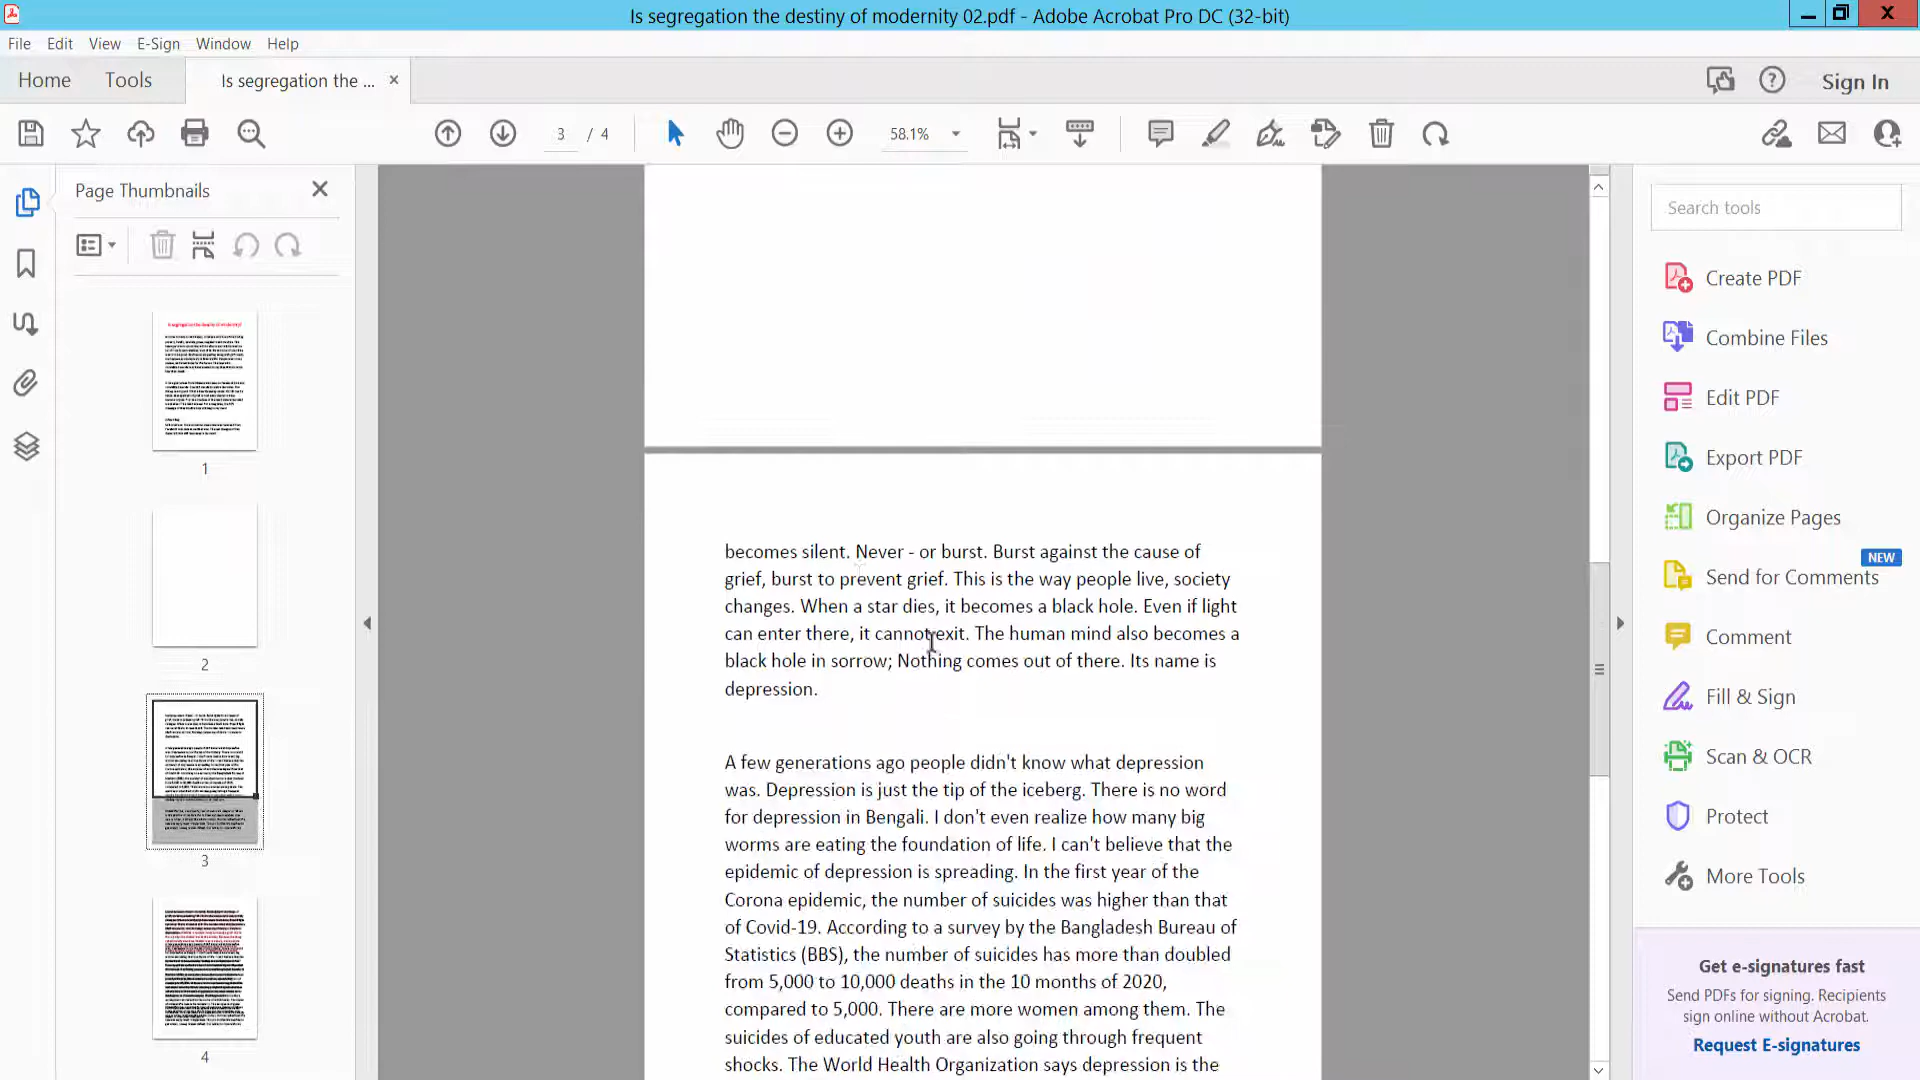 Is segregation the destiny of modernity 02.pdf - Adobe Acrobat Pro DC (32-bit)
File Edit View E-Sign Window Help
Home Tools Is segregation the ... × Sign In
3 / 4 58.1%
Page Thumbnails
Search tools
1
2
3
4
becomes silent. Never - or burst. Burst against the cause of
grief, burst to prevent grief. This is the way people live, society
changes. When a star dies, it becomes a black hole. Even if light
can enter there, it cannot exit. The human mind also becomes a
black hole in sorrow; Nothing comes out of there. Its name is
depression.
A few generations ago people didn't know what depression
was. Depression is just the tip of the iceberg. There is no word
for depression in Bengali. I don't even realize how many big
worms are eating the foundation of life. I can't believe that the
epidemic of depression is spreading. In the first year of the
Corona epidemic, the number of suicides was higher than that
of Covid-19. According to a survey by the Bangladesh Bureau of
Statistics (BBS), the number of suicides has more than doubled
from 5,000 to 10,000 deaths in the 10 months of 2020,
compared to 5,000. There are more women among them. The
suicides of educated youth are also going through frequent
shocks. The World Health Organization says depression is the
Create PDF
Combine Files
Edit PDF
Export PDF
Organize Pages
NEW
Send for Comments
Comment
Fill & Sign
Scan & OCR
Protect
More Tools
Get e-signatures fast
Send PDFs for signing. Recipients
sign online without Acrobat.
Request E-signatures